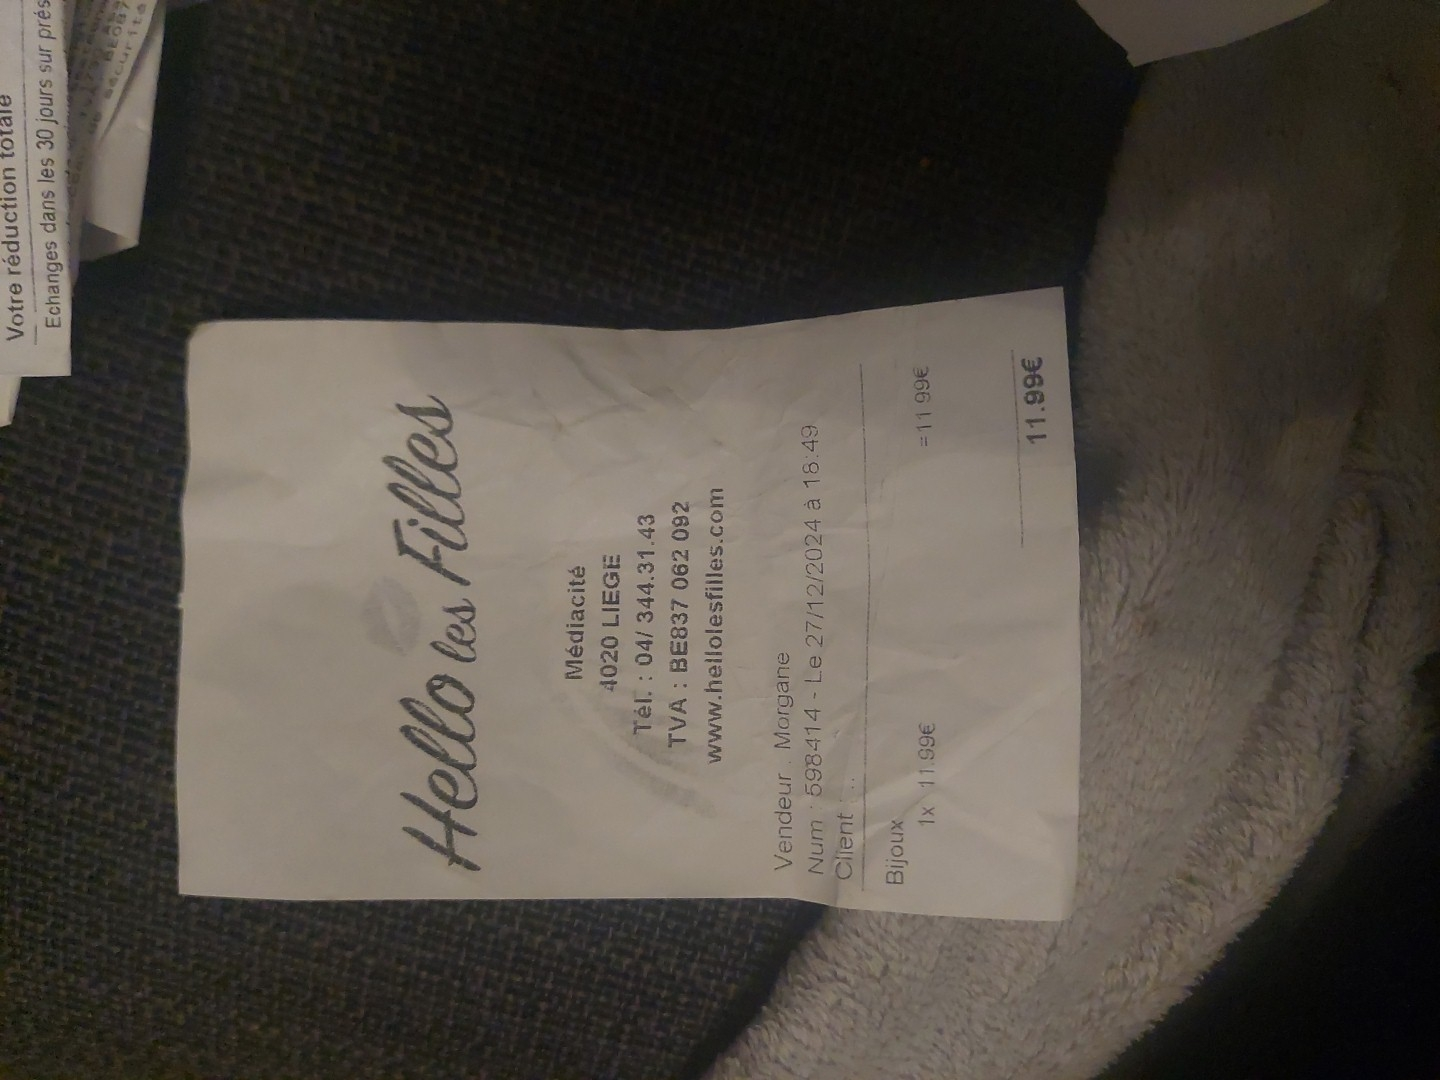 Votre réduction totale
Echanges dans les 30 jours sur prés
Hello les Filles
Médiacité
4020 LIEGE
Tél. : 04/ 344.31.43
TVA : BE837 062 092
www.hellolesfilles.com
Vendeur : Morgane
Num : 598414 - Le 27/12/2024 à 18:49
Client : ..
Bijoux
1x 11.99€ =11.99€
11.99€